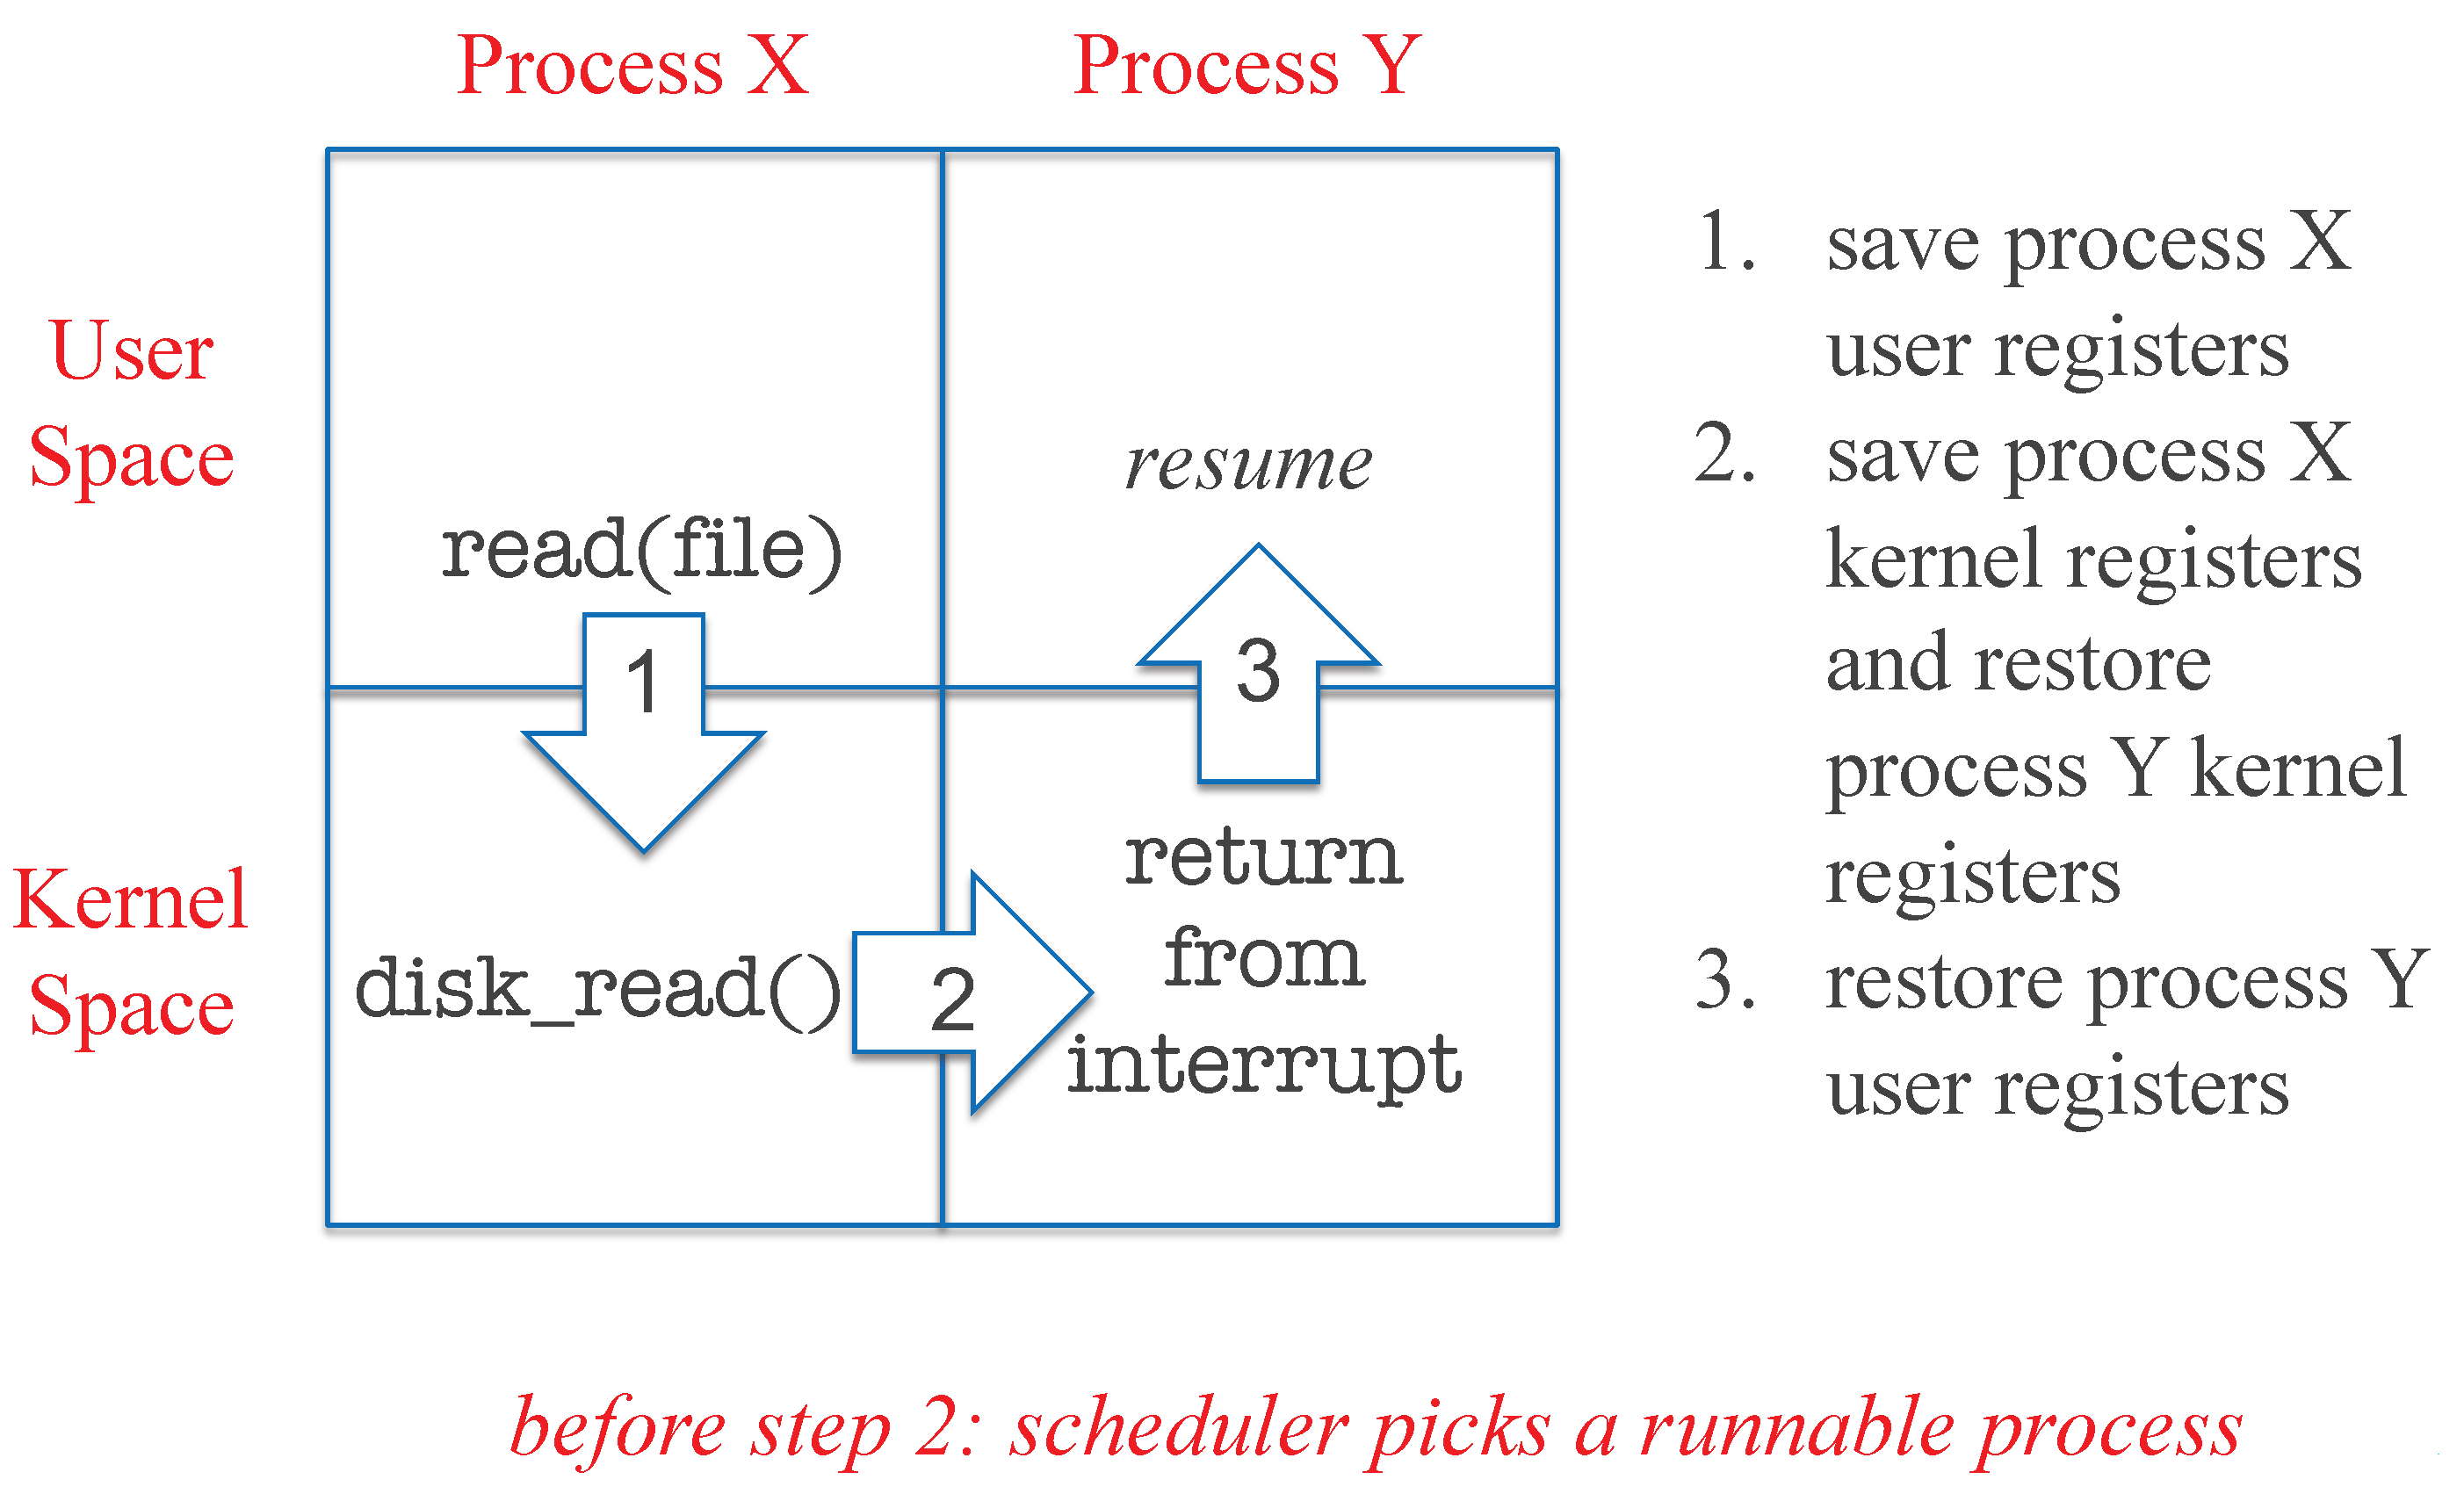 Process X
Process Y
User
Space
read(file)
resume
1
3
Kernel
Space
disk_read()
2
return
from
interrupt
1. save process X
user registers
2. save process X
kernel registers
and restore
process Y kernel
registers
3. restore process Y
user registers
before step 2: scheduler picks a runnable process